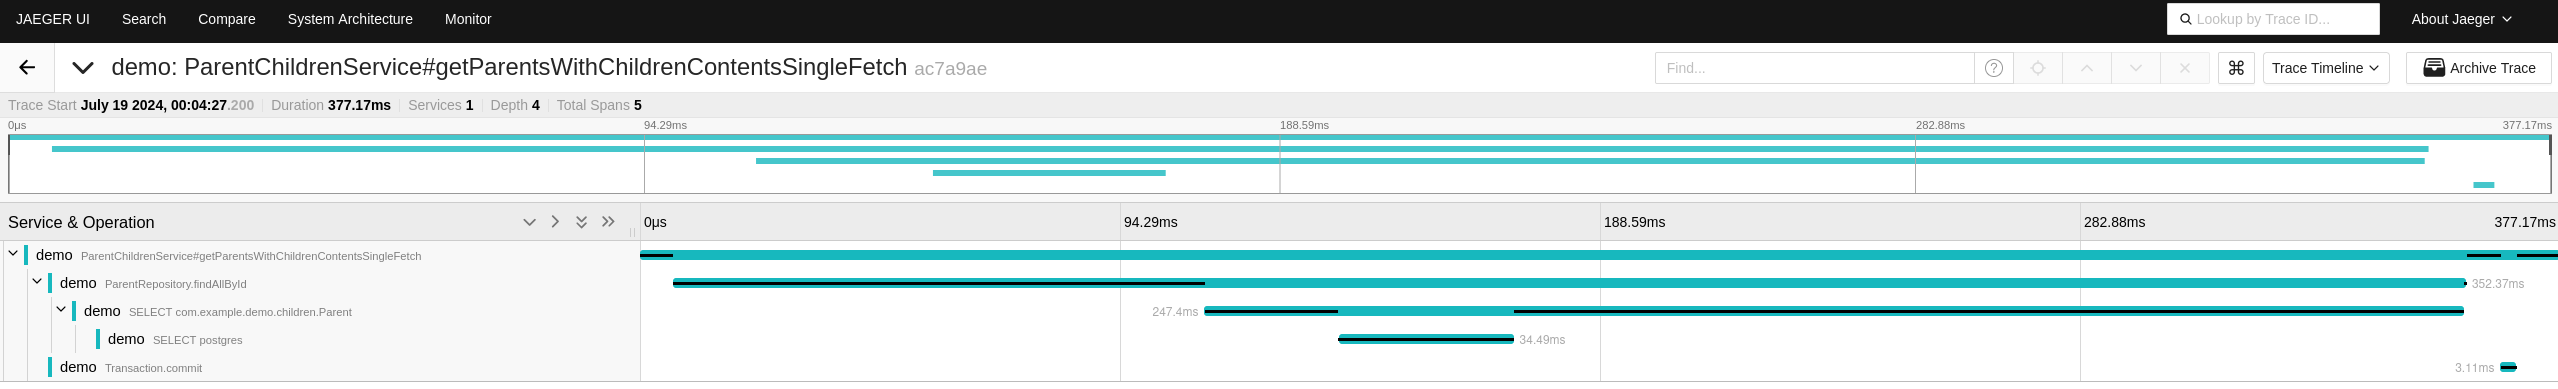 JAEGER UI Search Compare System Architecture Monitor Lookup by Trace ID... About Jaeger
demo: ParentChildrenService#getParentsWithChildrenContentsSingleFetch ac7a9ae Find... Trace Timeline Archive Trace
Trace Start July 19 2024, 00:04:27.200 Duration 377.17ms Services 1 Depth 4 Total Spans 5
0μs 94.29ms 188.59ms 282.88ms 377.17ms
Service & Operation 0μs 94.29ms 188.59ms 282.88ms 377.17ms
demo ParentChildrenService#getParentsWithChildrenContentsSingleFetch
demo ParentRepository.findAllById 352.37ms
demo SELECT com.example.demo.children.Parent 247.4ms
demo SELECT postgres 34.49ms
demo Transaction.commit 3.11ms